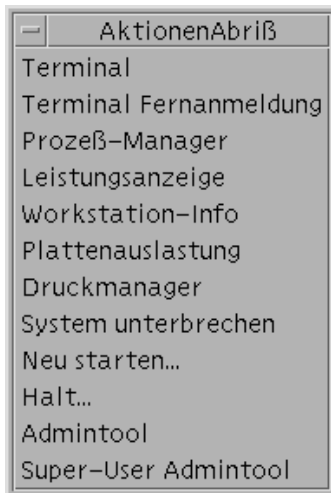 AktionenAbriß
Terminal
Terminal Fernanmeldung
Prozeß-Manager
Leistungsanzeige
Workstation-Info
Plattenauslastung
Druckmanager
System unterbrechen
Neu starten...
Halt...
Admintool
Super-User Admintool